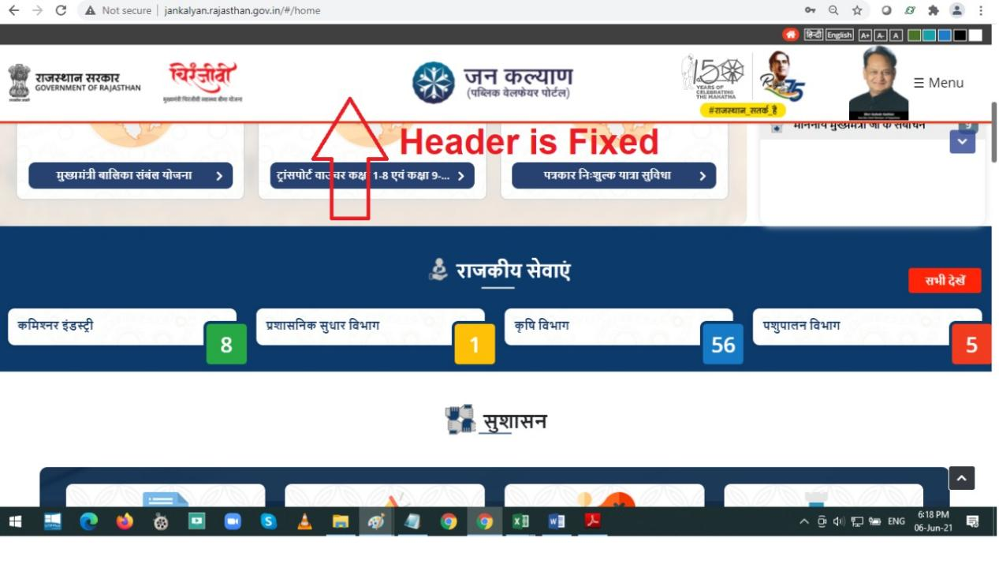 Not secure | jankalyan.rajasthan.gov.in/#/home
हिन्दी English A+ A- A
राजस्थान सरकार
GOVERNMENT OF RAJASTHAN
चिरंजीवी
मुख्यमंत्री चिरंजीवी स्वास्थ्य बीमा योजना
जन कल्याण
(पब्लिक वेलफेयर पोर्टल)
150
YEARS OF
CELEBRATING
THE MAHATMA
75
#राजस्थान_सतर्क_है
☰ Menu
माननीय मुख्यमंत्री जी के संबोधन 9
Header is Fixed
मुख्यमंत्री बालिका संबल योजना >
ट्रांसपोर्ट वाउचर कक्षा 1-8 एवं कक्षा 9-... >
पत्रकार निःशुल्क यात्रा सुविधा >
राजकीय सेवाएं
सभी देखें
कमिश्नर इंडस्ट्री 8
प्रशासनिक सुधार विभाग 1
कृषि विभाग 56
पशुपालन विभाग 5
सुशासन
ENG
6:18 PM
06-Jun-21